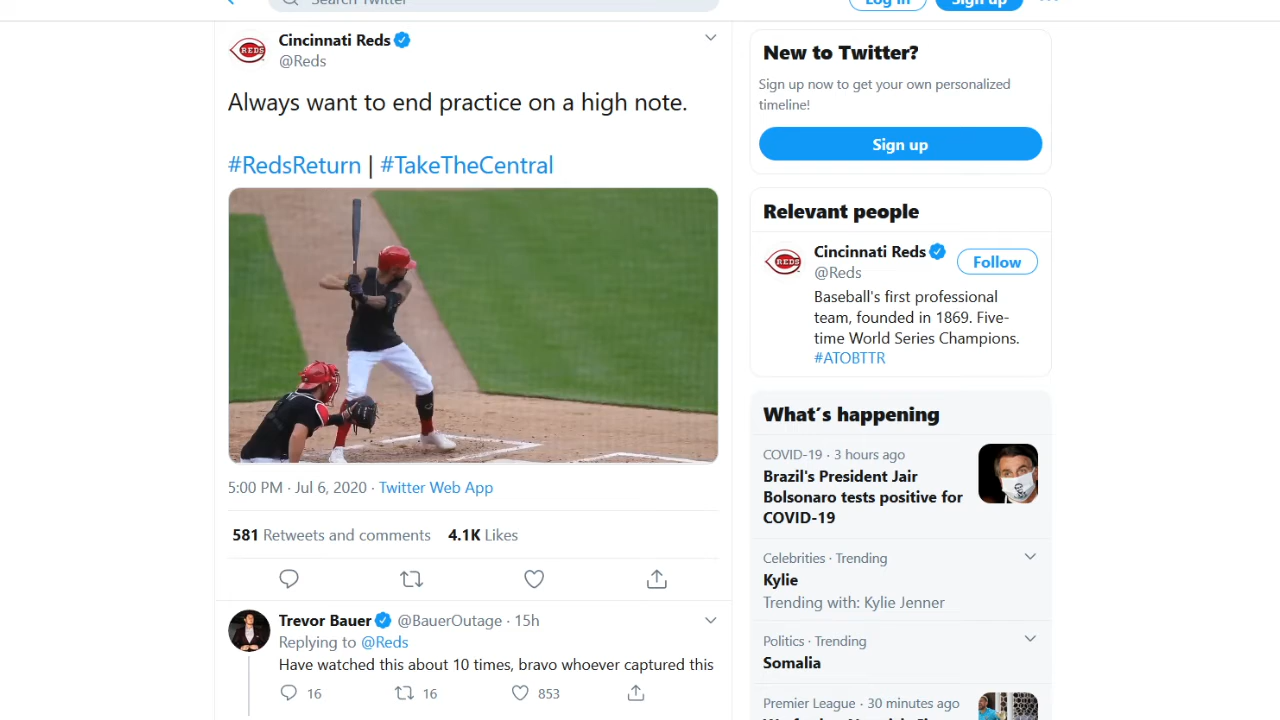 Search Twitter
Log in
Sign up
Cincinnati Reds
@Reds
Always want to end practice on a high note.
#RedsReturn | #TakeTheCentral
5:00 PM · Jul 6, 2020 · Twitter Web App
581 Retweets and comments 4.1K Likes
Trevor Bauer @BauerOutage · 15h
Replying to @Reds
Have watched this about 10 times, bravo whoever captured this
16 16 853
New to Twitter?
Sign up now to get your own personalized
timeline!
Sign up
Relevant people
Cincinnati Reds
@Reds
Follow
Baseball's first professional
team, founded in 1869. Five-
time World Series Champions.
#ATOBTTR
What's happening
COVID-19 · 3 hours ago
Brazil's President Jair
Bolsonaro tests positive for
COVID-19
Celebrities · Trending
Kylie
Trending with: Kylie Jenner
Politics · Trending
Somalia
Premier League · 30 minutes ago